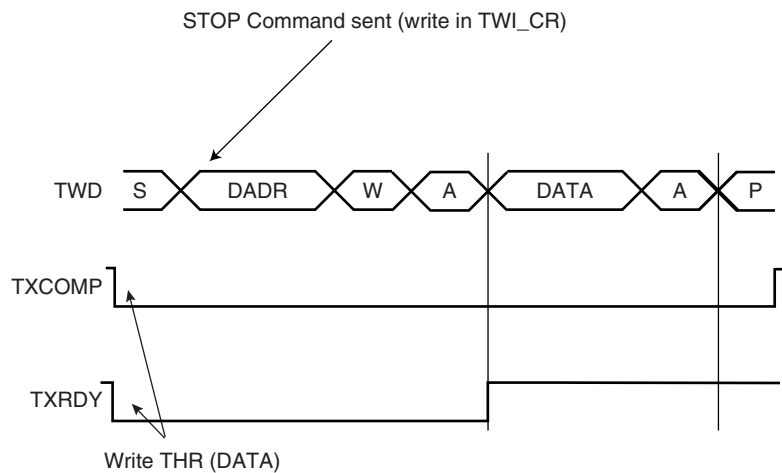 STOP Command sent (write in TWI_CR)
TWD S DADR W A DATA A P
TXCOMP
TXRDY
Write THR (DATA)